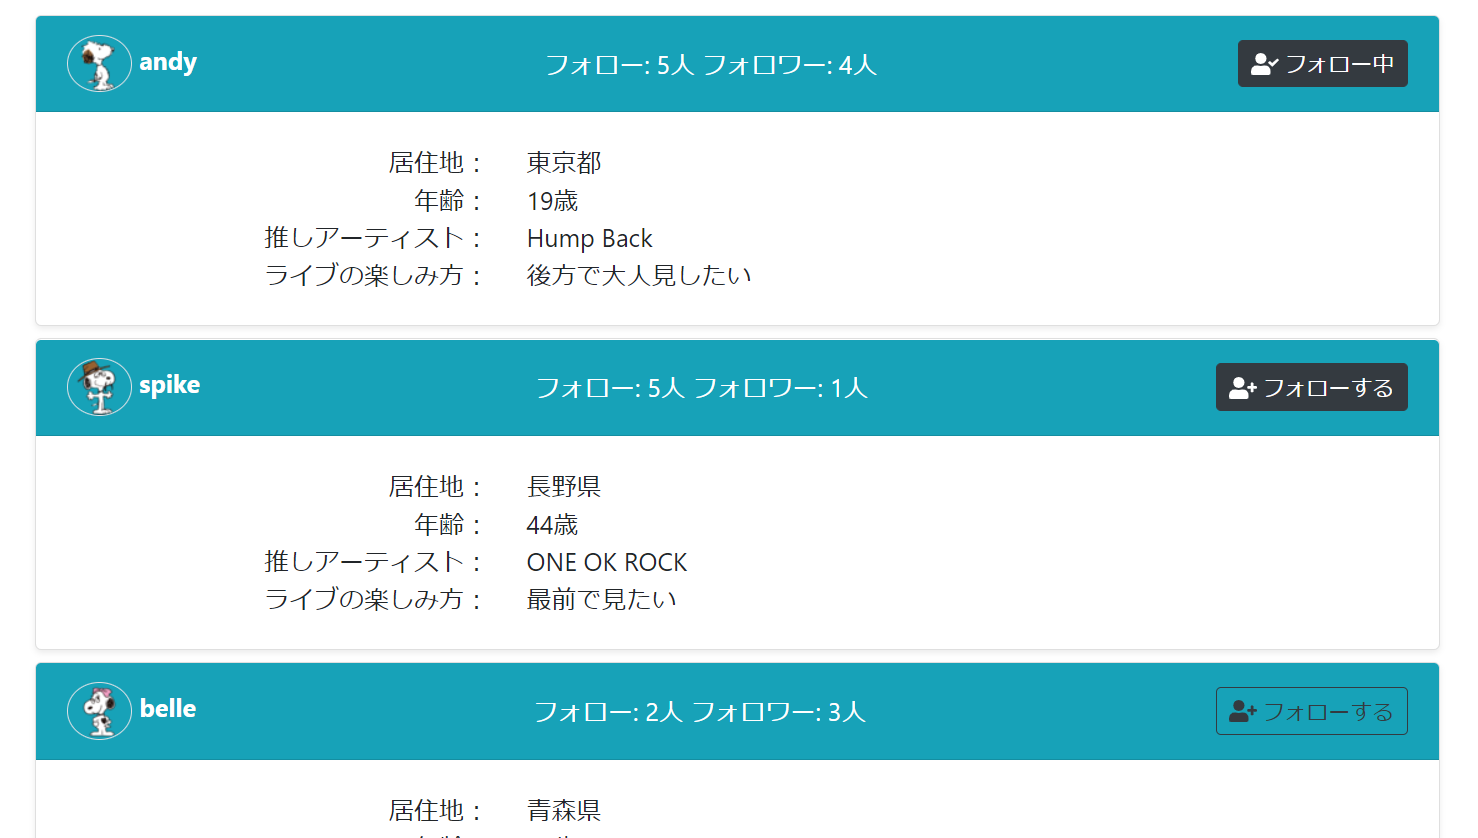 andy フォロー: 5人 フォロワー: 4人 フォロー中
居住地： 東京都
年齢： 19歳
推しアーティスト： Hump Back
ライブの楽しみ方： 後方で大人見したい
spike フォロー: 5人 フォロワー: 1人 フォローする
居住地： 長野県
年齢： 44歳
推しアーティスト： ONE OK ROCK
ライブの楽しみ方： 最前で見たい
belle フォロー: 2人 フォロワー: 3人 フォローする
居住地： 青森県